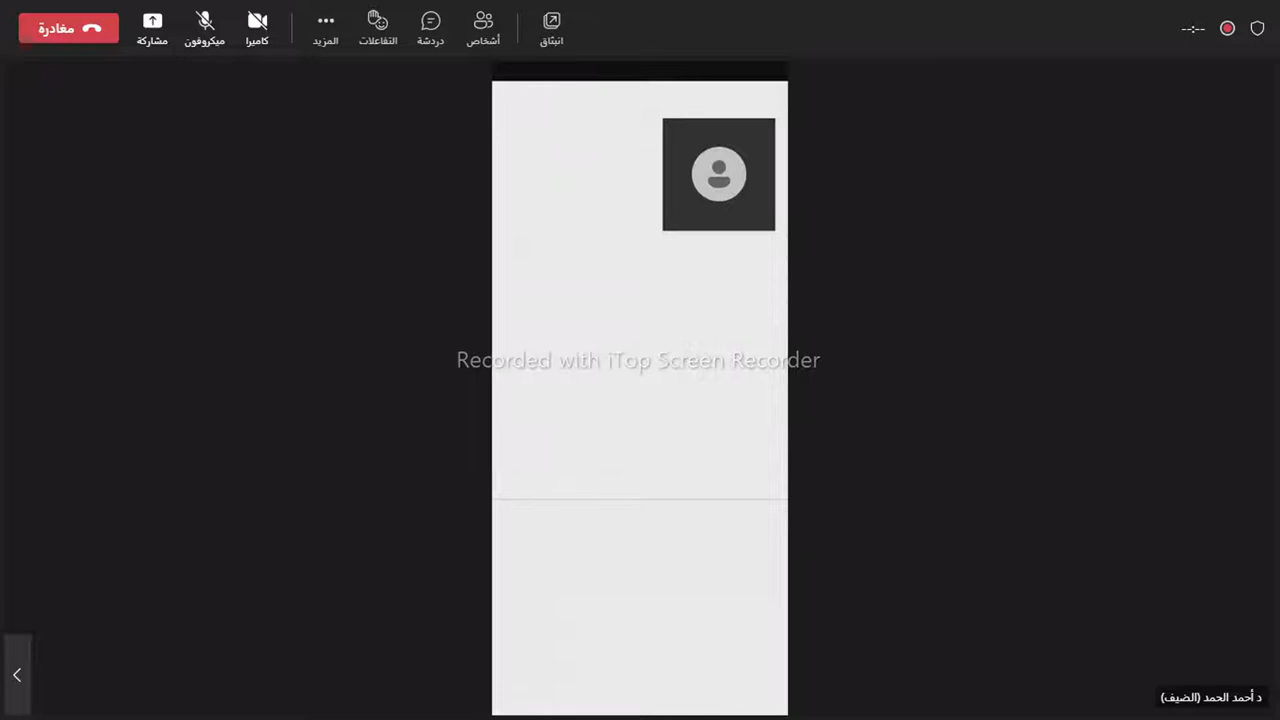 مغادرة
مشاركة
ميكروفون
كاميرا
المزيد
التفاعلات
دردشة
أشخاص
انبثاق
--:--
Recorded with iTop Screen Recorder
د أحمد الحمد (الضيف)